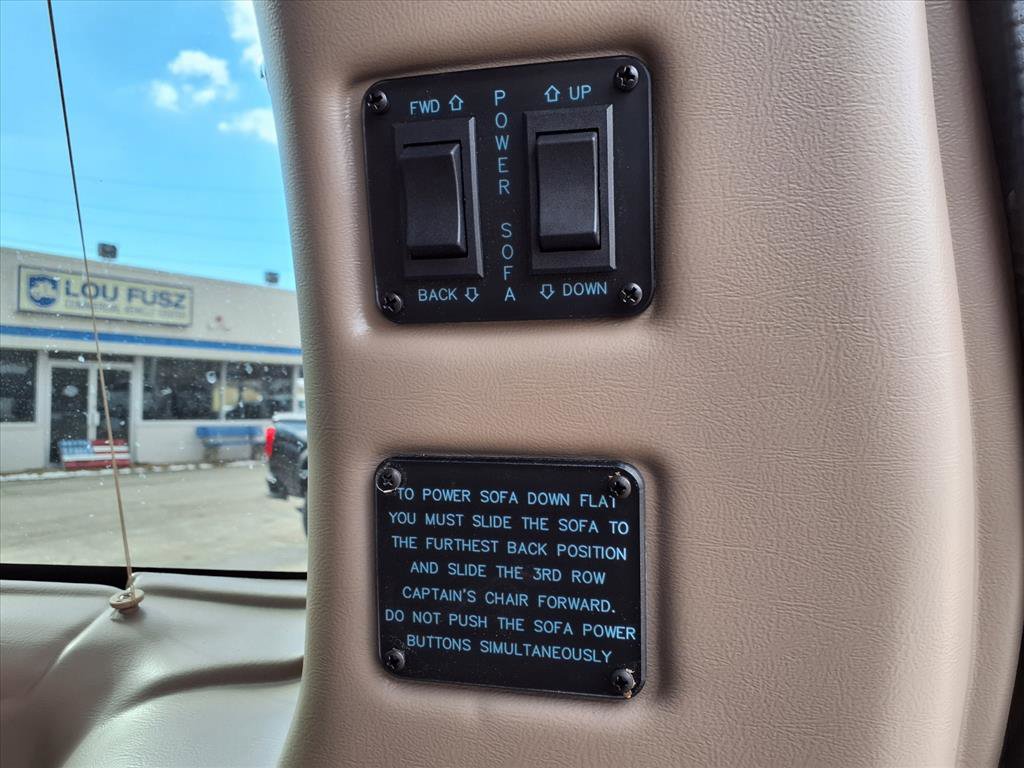 FWD ⇧
⇧ UP
POWER SOFA
BACK ⇩
⇩ DOWN
LOU FUSZ
TO POWER SOFA DOWN FLAT
YOU MUST SLIDE THE SOFA TO
THE FURTHEST BACK POSITION
AND SLIDE THE 3RD ROW
CAPTAIN'S CHAIR FORWARD.
DO NOT PUSH THE SOFA POWER
BUTTONS SIMULTANEOUSLY